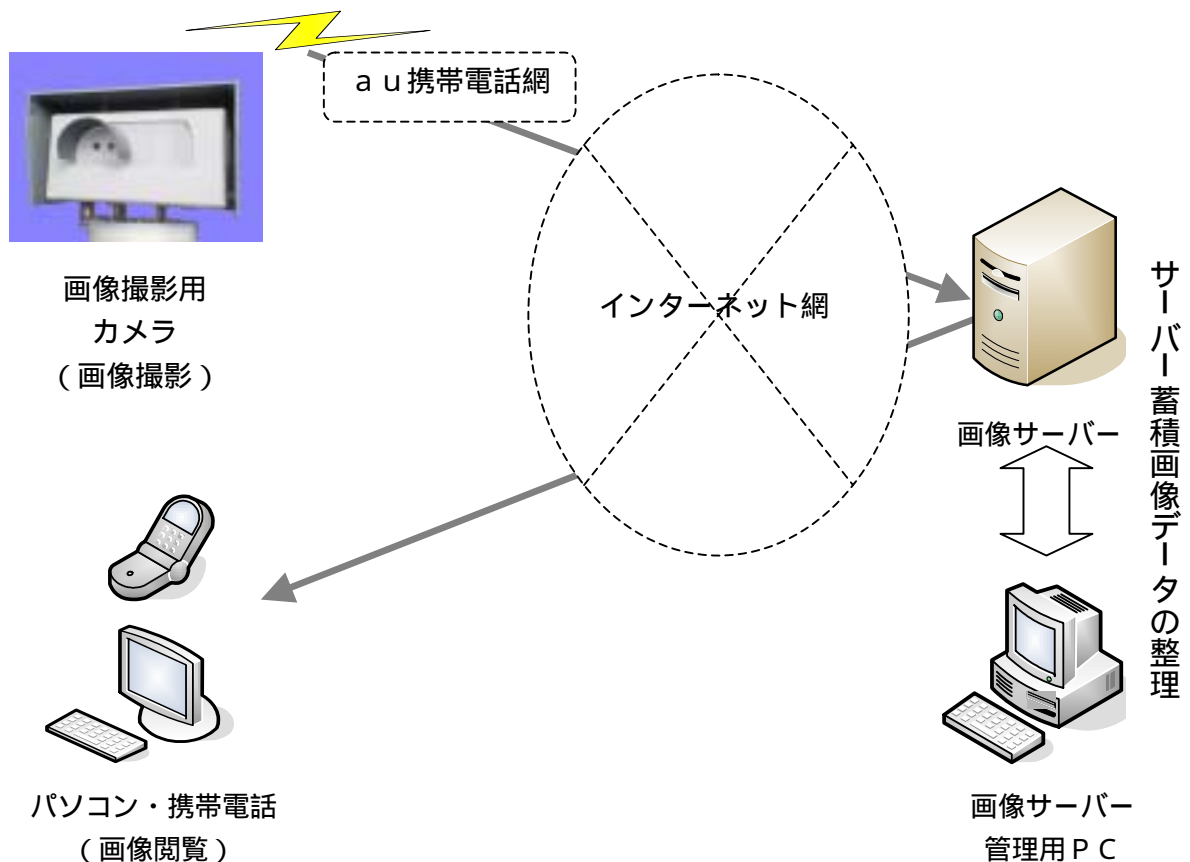 ａｕ携帯電話網
画像撮影用
カメラ
（画像撮影）
インターネット網
画像サーバー
サーバー蓄積画像データの整理
パソコン・携帯電話
（画像閲覧）
画像サーバー
管理用ＰＣ